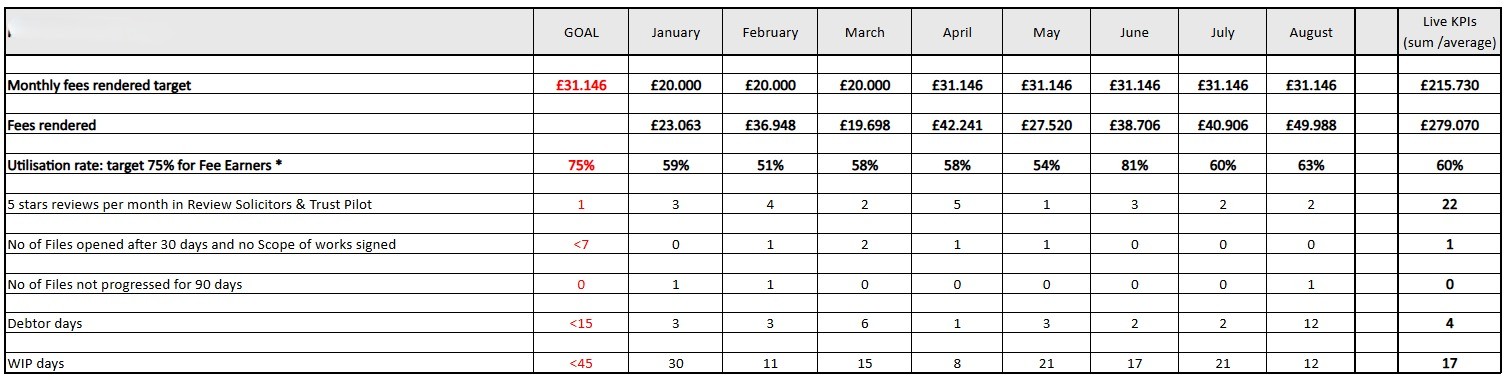 GOAL January February March April May June July August Live KPIs
(sum /average)
Monthly fees rendered target £31.146 £20.000 £20.000 £20.000 £31.146 £31.146 £31.146 £31.146 £31.146 £215.730
Fees rendered £23.063 £36.948 £19.698 £42.241 £27.520 £38.706 £40.906 £49.988 £279.070
Utilisation rate: target 75% for Fee Earners * 75% 59% 51% 58% 58% 54% 81% 60% 63% 60%
5 stars reviews per month in Review Solicitors & Trust Pilot 1 3 4 2 5 1 3 2 2 22
No of Files opened after 30 days and no Scope of works signed <7 0 1 2 1 1 0 0 0 1
No of Files not progressed for 90 days 0 1 1 0 0 0 0 0 1 0
Debtor days <15 3 3 6 1 3 2 2 12 4
WIP days <45 30 11 15 8 21 17 21 12 17